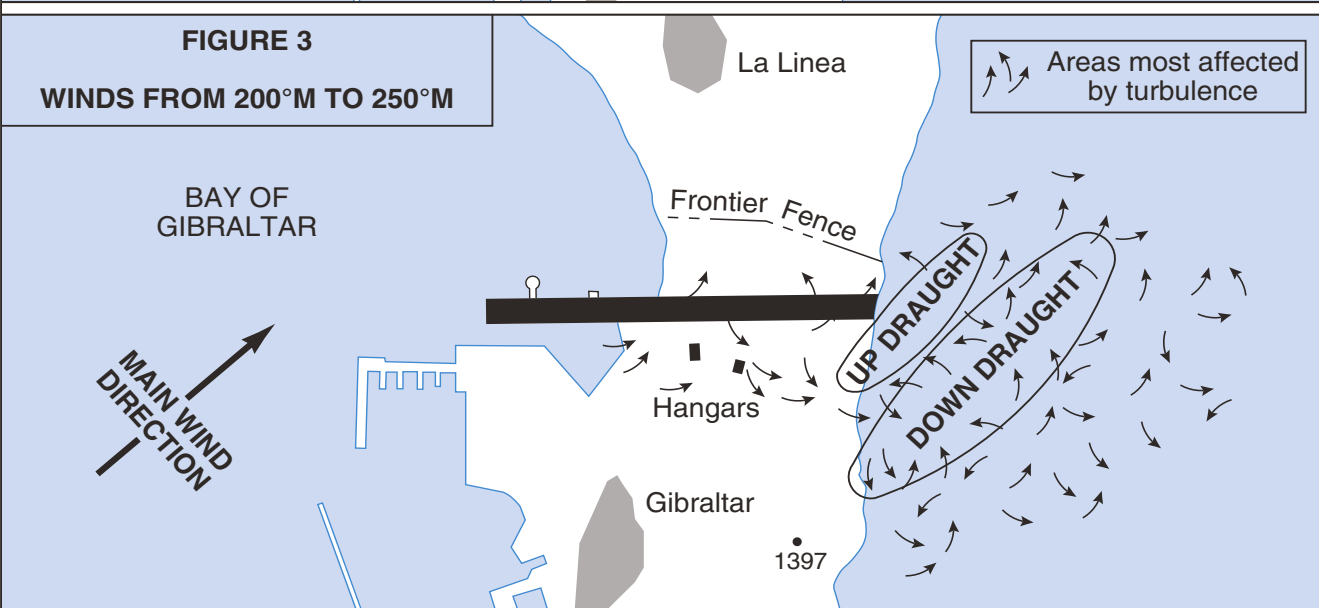 FIGURE 3
WINDS FROM 200°M TO 250°M
La Linea
Areas most affected
by turbulence
BAY OF
GIBRALTAR
Frontier Fence
UP DRAUGHT
DOWN DRAUGHT
MAIN WIND
DIRECTION
Hangars
Gibraltar
1397